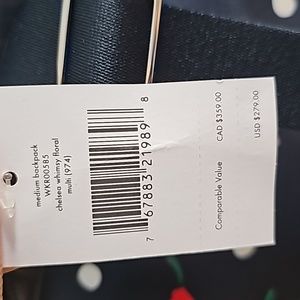 medium backpack
WKR00585
chelsea whimsy floral
multi (974)
7 67883 21989 8
Comparable Value
CAD $359.00
USD $279.00